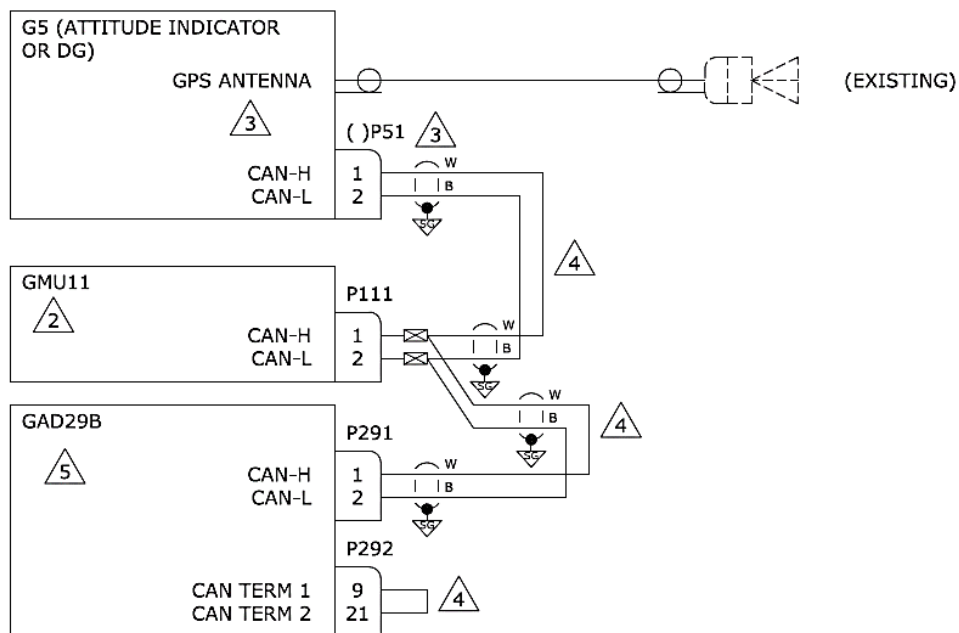 G5 (ATTITUDE INDICATOR
OR DG)
GPS ANTENNA
(EXISTING)
3
( )P51
3
CAN-H
1
W
CAN-L
2
B
SG
4
GMU11
2
P111
CAN-H
1
W
CAN-L
2
B
SG
W
B
SG
4
GAD29B
5
P291
CAN-H
1
W
CAN-L
2
B
SG
P292
CAN TERM 1
9
CAN TERM 2
21
4